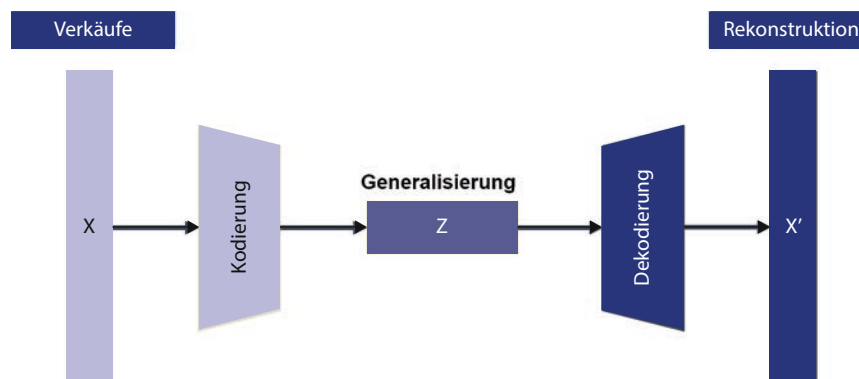 Verkäufe
Rekonstruktion
Generalisierung
X
Kodierung
Z
Dekodierung
X’